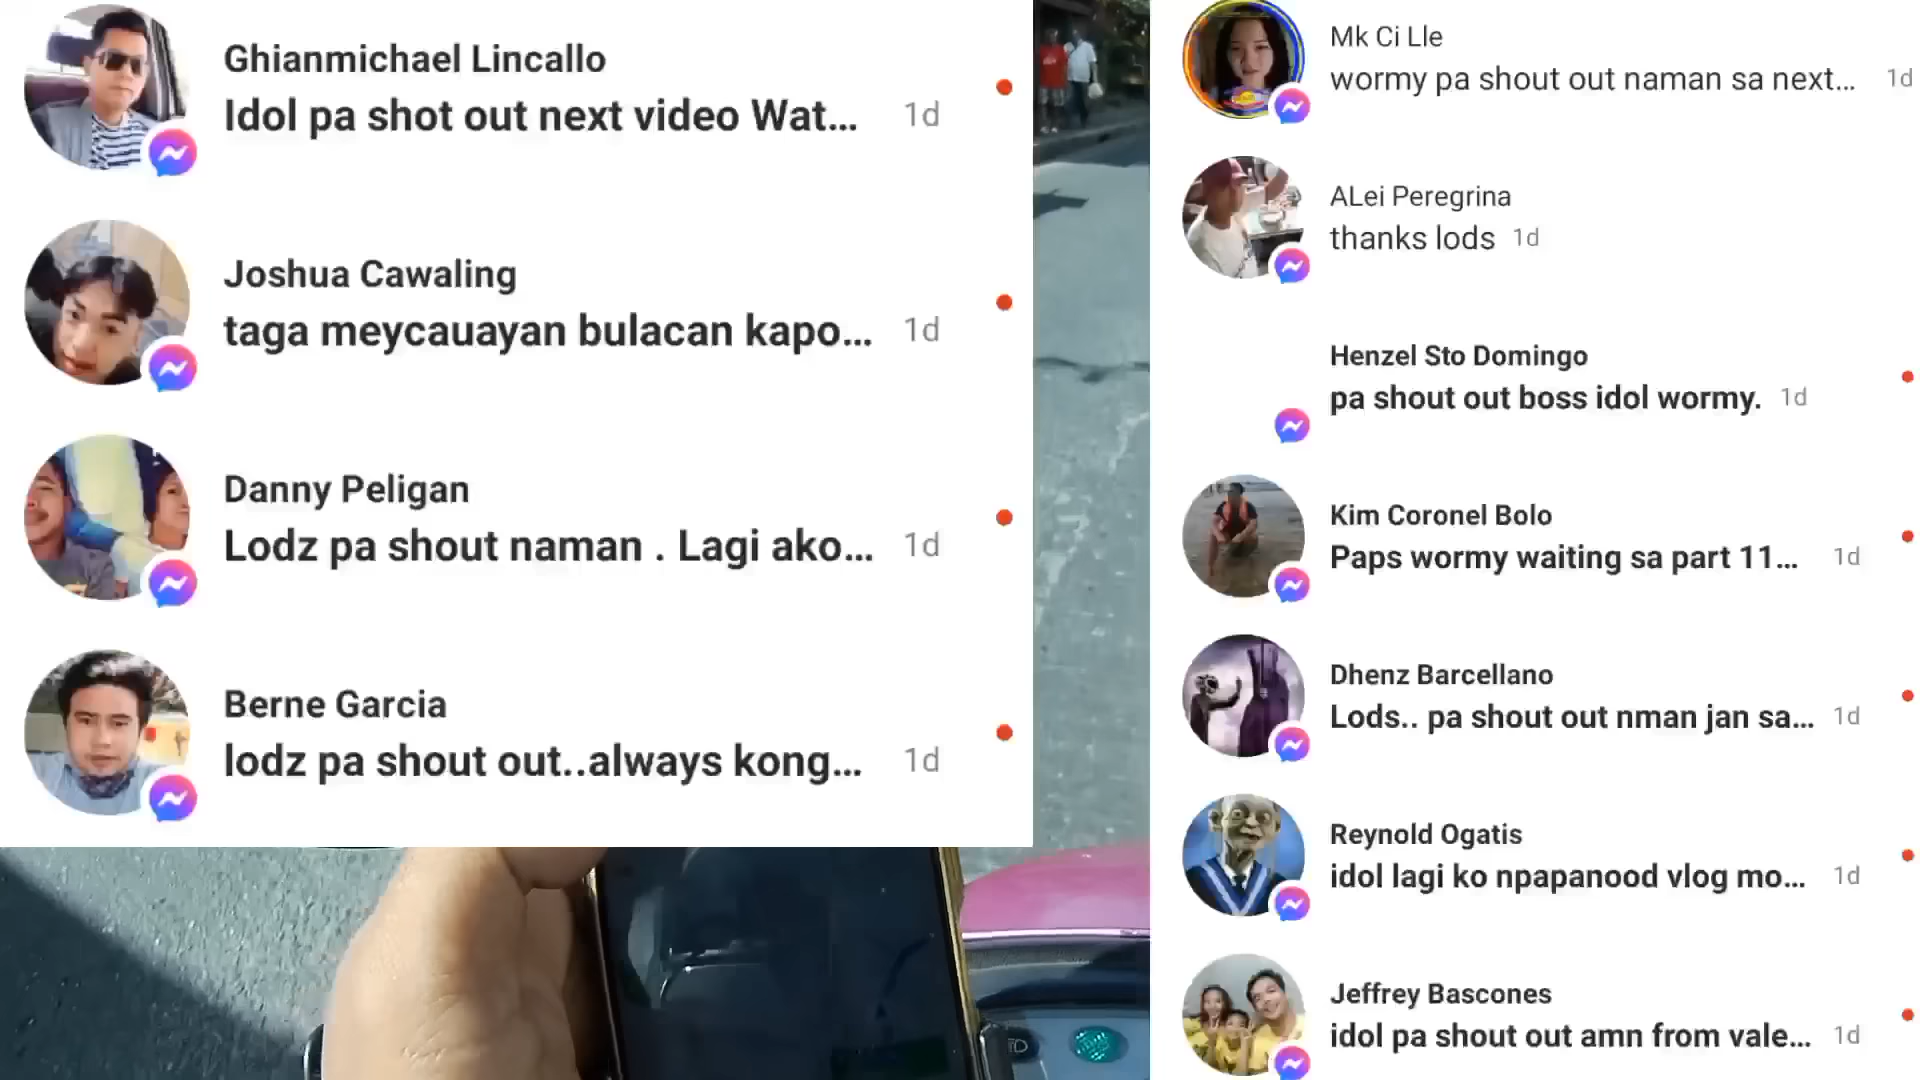 Ghianmichael Lincallo
Idol pa shot out next video Wat... 1d
Joshua Cawaling
taga meycauayan bulacan kapo... 1d
Danny Peligan
Lodz pa shout naman . Lagi ako... 1d
Berne Garcia
lodz pa shout out..always kong... 1d
Mk Ci Lle
wormy pa shout out naman sa next... 1d
ALei Peregrina
thanks lods 1d
Henzel Sto Domingo
pa shout out boss idol wormy. 1d
Kim Coronel Bolo
Paps wormy waiting sa part 11... 1d
Dhenz Barcellano
Lods.. pa shout out nman jan sa... 1d
Reynold Ogatis
idol lagi ko npapanood vlog mo... 1d
Jeffrey Bascones
idol pa shout out amn from vale... 1d